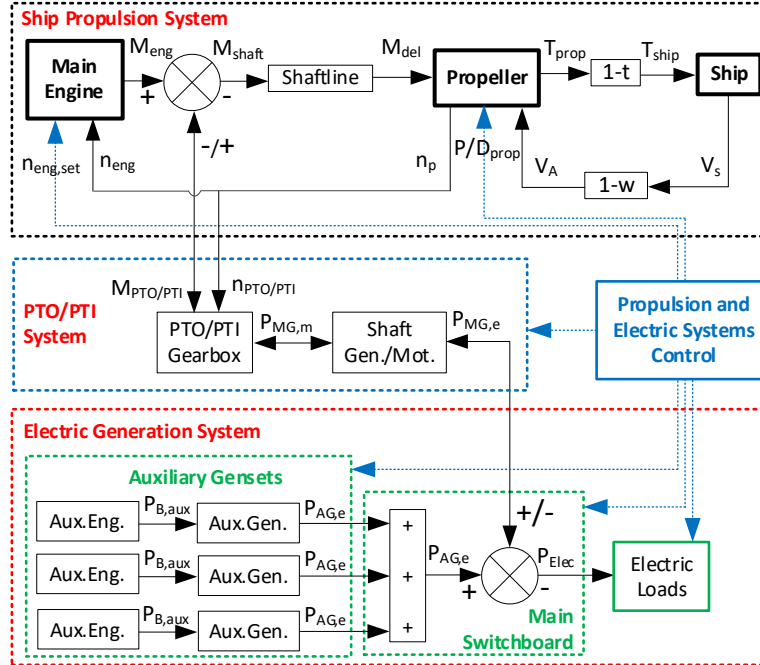 Ship Propulsion System
M_eng
M_shaft
M_del
T_prop
T_ship
Main
Engine
+
-
Shaftline
Propeller
1-t
Ship
-/+
n_eng,set
n_eng
n_p
P/D_prop
V_A
1-w
V_s
M_PTO/PTI
n_PTO/PTI
PTO/PTI
System
PTO/PTI
Gearbox
P_MG,m
Shaft
Gen./Mot.
P_MG,e
Propulsion and
Electric Systems
Control
Electric Generation System
Auxiliary Gensets
Aux.Eng.
P_B,aux
Aux.Gen.
P_AG,e
+
+/-
Aux.Eng.
P_B,aux
Aux.Gen.
P_AG,e
+
P_AG,e
+
P_Elec
-
Electric
Loads
Aux.Eng.
P_B,aux
Aux.Gen.
P_AG,e
+
Main
Switchboard